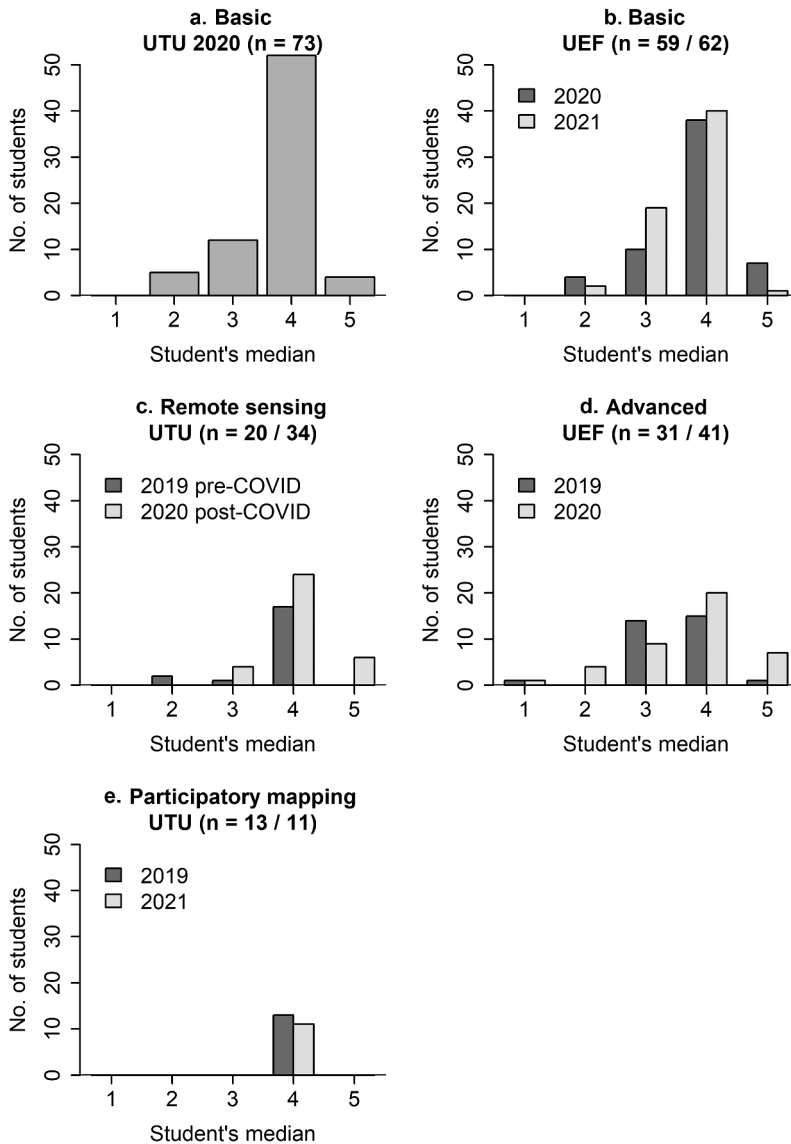 a. Basic
UTU 2020 (n = 73)
No. of students
0 10 20 30 40 50
1 2 3 4 5
Student's median
b. Basic
UEF (n = 59 / 62)
2020
2021
No. of students
0 10 20 30 40 50
1 2 3 4 5
Student's median
c. Remote sensing
UTU (n = 20 / 34)
2019 pre-COVID
2020 post-COVID
No. of students
0 10 20 30 40 50
1 2 3 4 5
Student's median
d. Advanced
UEF (n = 31 / 41)
2019
2020
No. of students
0 10 20 30 40 50
1 2 3 4 5
Student's median
e. Participatory mapping
UTU (n = 13 / 11)
2019
2021
No. of students
0 10 20 30 40 50
1 2 3 4 5
Student's median